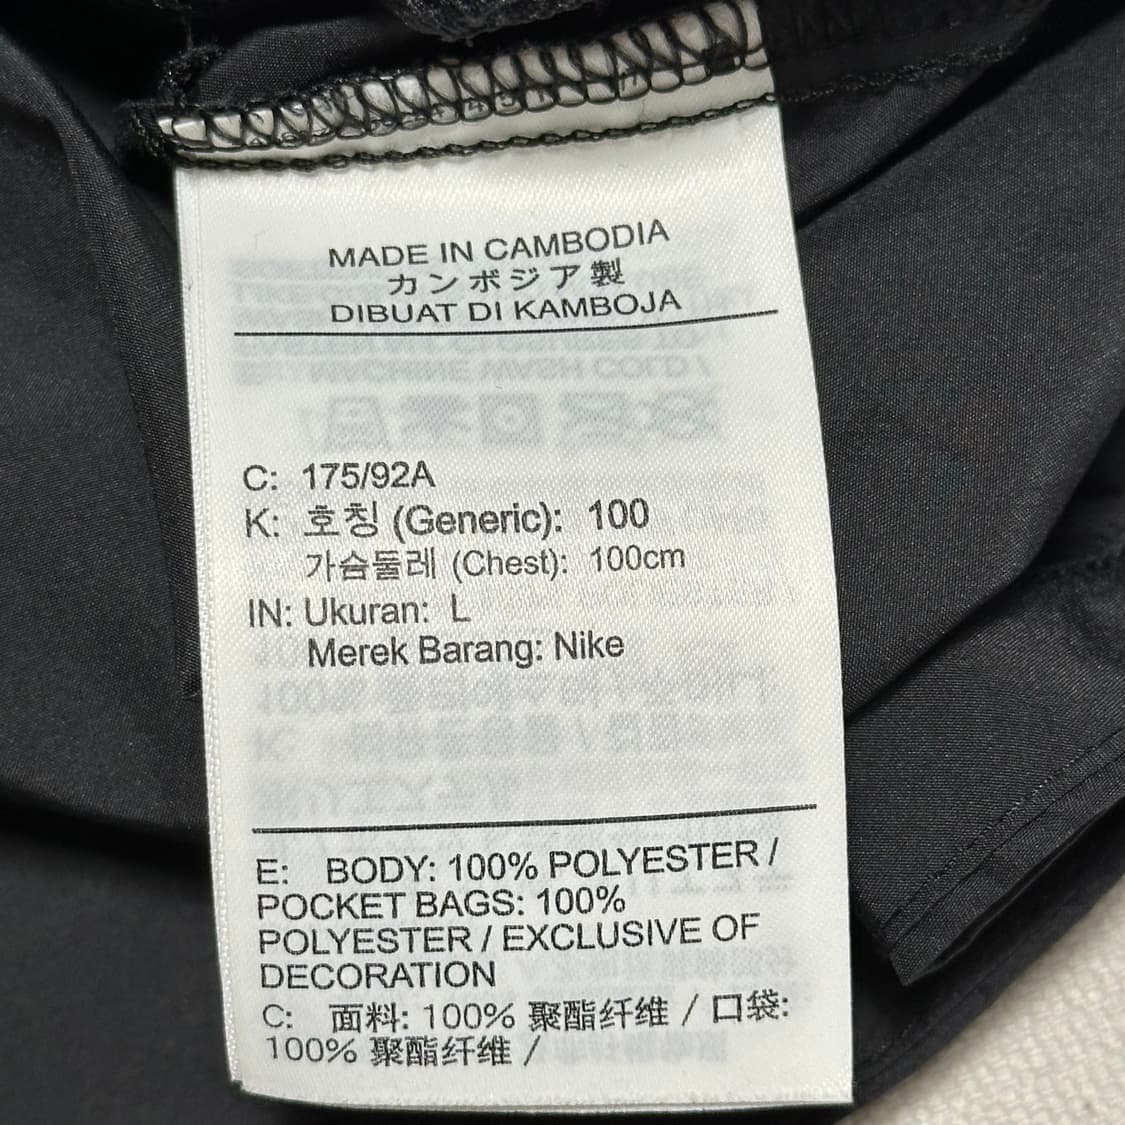 MADE IN CAMBODIA
カンボジア製
DIBUAT DI KAMBOJA
C: 175/92A
K: 호칭 (Generic): 100
가슴둘레 (Chest): 100cm
IN: Ukuran: L
Merek Barang: Nike
E: BODY: 100% POLYESTER /
POCKET BAGS: 100%
POLYESTER / EXCLUSIVE OF
DECORATION
C: 面料: 100% 聚酯纤维 / 口袋:
100% 聚酯纤维 /